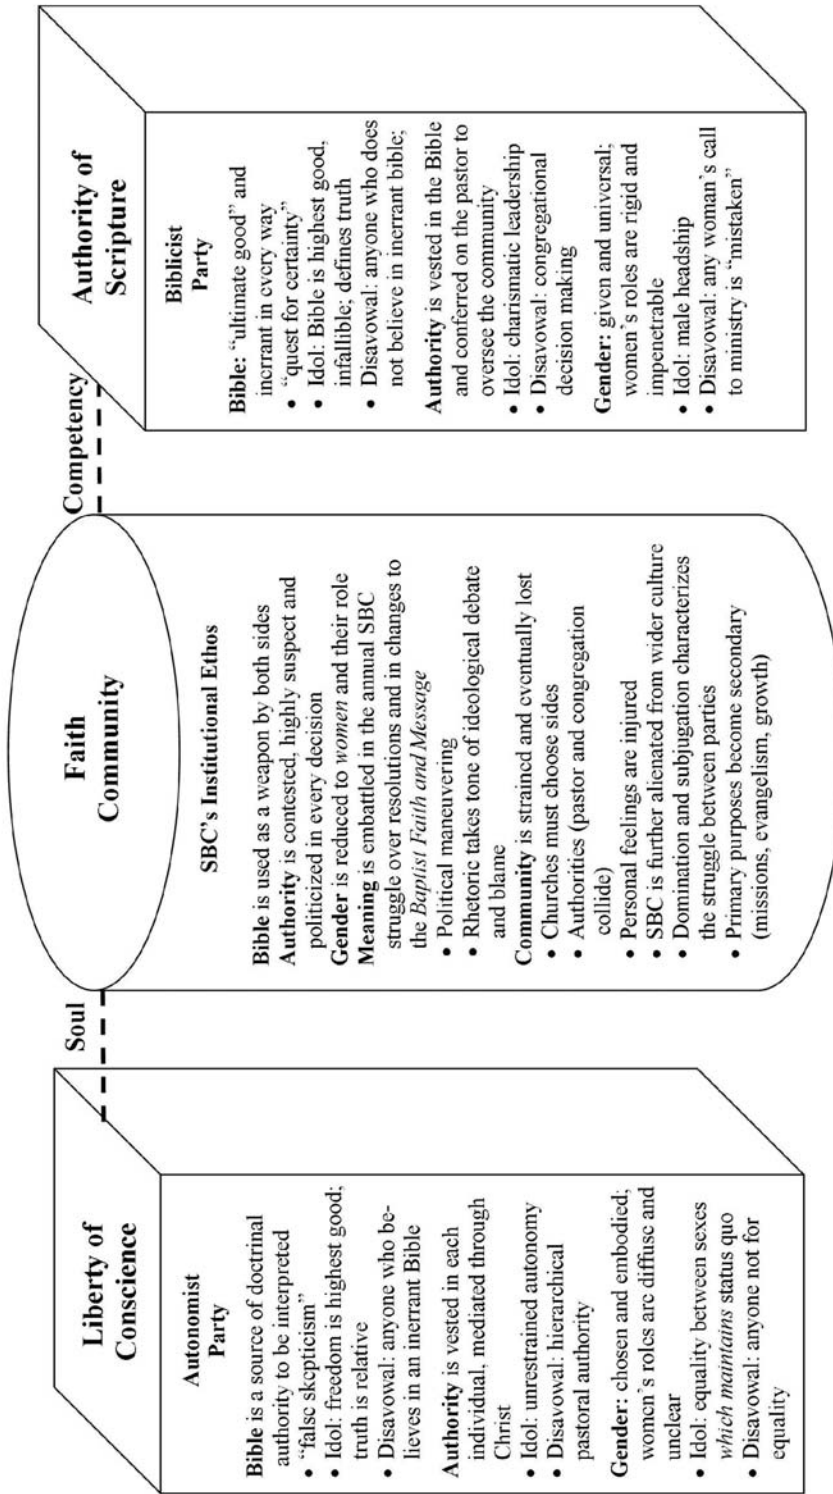 Liberty of
Conscience
Autonomist
Party
Bible is a source of doctrinal
authority to be interpreted
• “false skepticism”
• Idol: freedom is highest good;
truth is relative
• Disavowal: anyone who be-
lieves in an inerrant Bible
Authority is vested in each
individual, mediated through
Christ
• Idol: unrestrained autonomy
• Disavowal: hierarchical
pastoral authority
Gender: chosen and embodied;
women’s roles are diffuse and
unclear
• Idol: equality between sexes
which maintains status quo
• Disavowal: anyone not for
equality
Soul
Faith
Community
SBC’s Institutional Ethos
Bible is used as a weapon by both sides
Authority is contested, highly suspect and
politicized in every decision
Gender is reduced to women and their role
Meaning is embattled in the annual SBC
struggle over resolutions and in changes to
the Baptist Faith and Message
• Political maneuvering
• Rhetoric takes tone of ideological debate
and blame
Community is strained and eventually lost
• Churches must choose sides
• Authorities (pastor and congregation
collide)
• Personal feelings are injured
• SBC is further alienated from wider culture
• Domination and subjugation characterizes
the struggle between parties
• Primary purposes become secondary
(missions, evangelism, growth)
Competency
Authority of
Scripture
Biblicist
Party
Bible: “ultimate good” and
inerrant in every way
• “quest for certainty”
• Idol: Bible is highest good,
infallible; defines truth
• Disavowal: anyone who does
not believe in inerrant bible;
Authority is vested in the Bible
and conferred on the pastor to
oversee the community
• Idol: charismatic leadership
• Disavowal: congregational
decision making
Gender: given and universal;
women’s roles are rigid and
impenetrable
• Idol: male headship
• Disavowal: any woman’s call
to ministry is “mistaken”